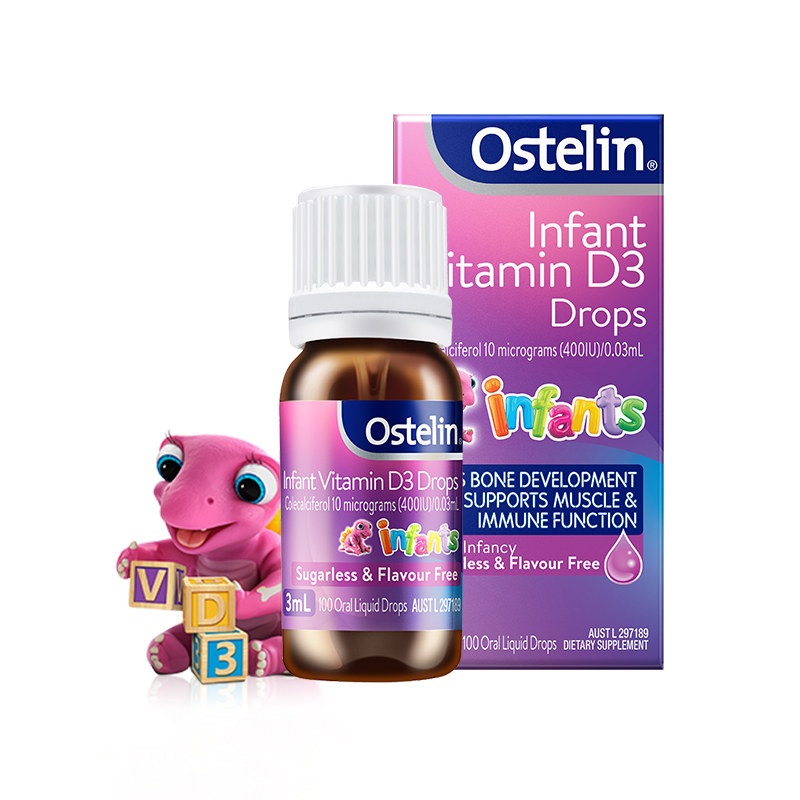 Ostelin®
Infant
itamin D3
Drops
alciferol 10 micrograms (400IU)/0.03mL
infants
BONE DEVELOPMENT
SUPPORTS MUSCLE &
IMMUNE FUNCTION
Infancy
less & Flavour Free
AUST L 297189
100 Oral Liquid Drops DIETARY SUPPLEMENT
Ostelin®
Infant Vitamin D3 Drops
Colecalciferol 10 micrograms (400IU)/0.03mL
infants
Sugarless & Flavour Free
3mL 100 Oral Liquid Drops AUST L 297189
V
D
3